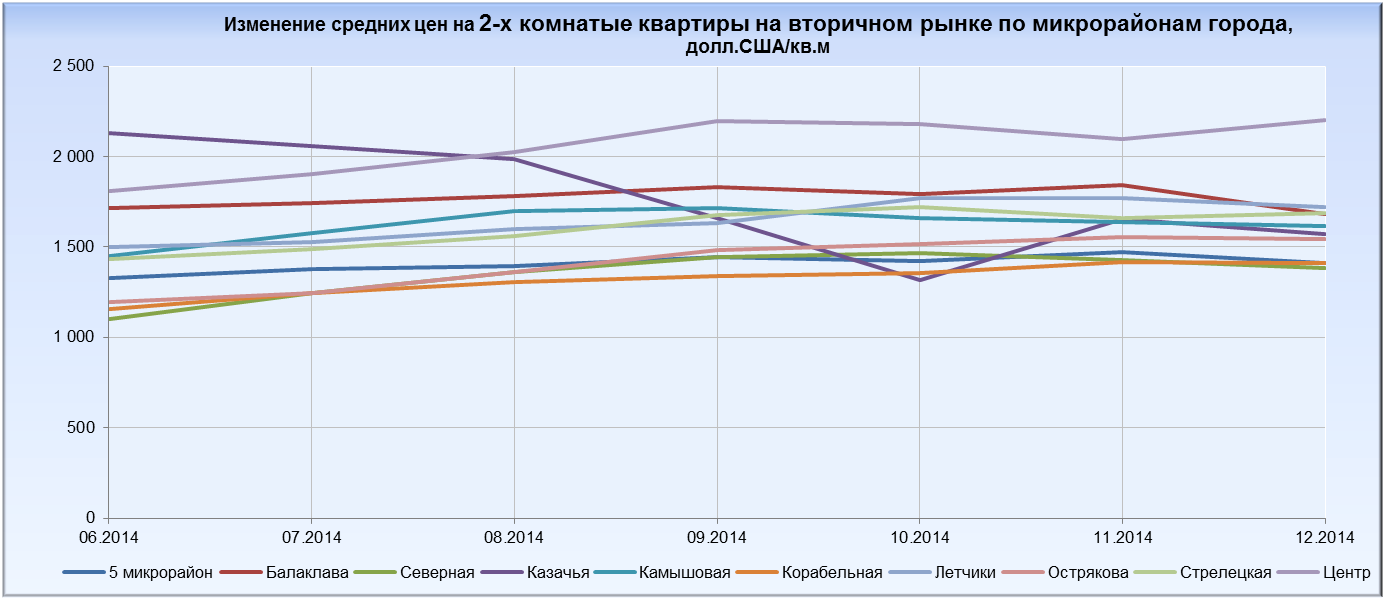 Изменение средних цен на 2-х комнатые квартиры на вторичном рынке по микрорайонам города,
долл.США/кв.м
2 500
2 000
1 500
1 000
500
0
06.2014 07.2014 08.2014 09.2014 10.2014 11.2014 12.2014
5 микрорайон Балаклава Северная Казачья Камышовая Корабельная Летчики Острякова Стрелецкая Центр